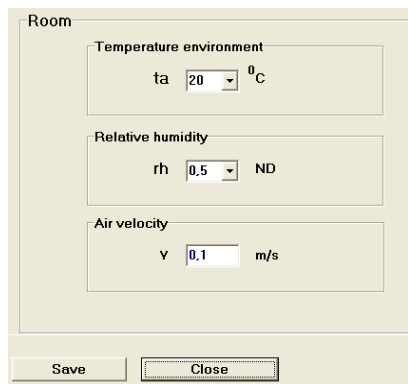 Room
Temperature environment
ta 20 ⁰C
Relative humidity
rh 0,5 ND
Air velocity
v 0,1 m/s
Save Close